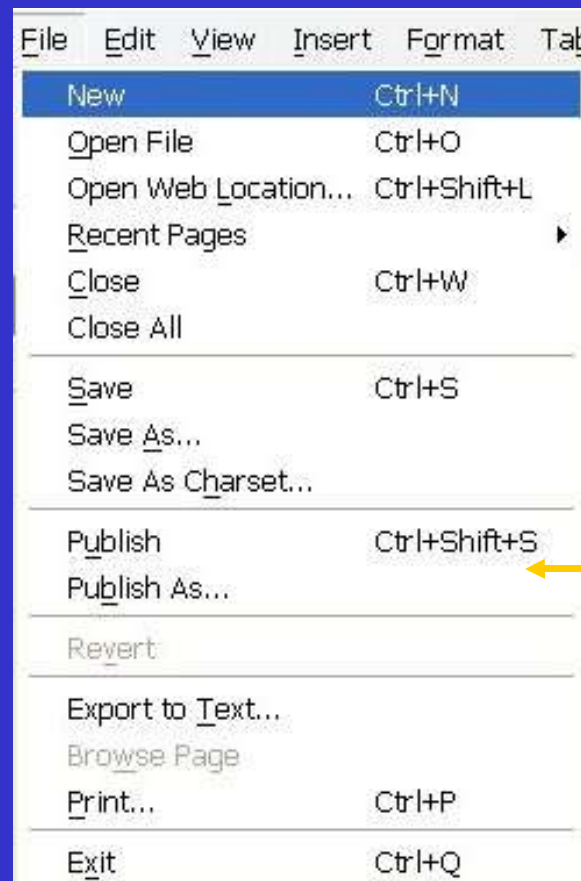 File Edit View Insert Format
New Ctrl+N
Open File Ctrl+O
Open Web Location... Ctrl+Shift+L
Recent Pages
Close Ctrl+W
Close All
Save Ctrl+S
Save As...
Save As Charset...
Publish Ctrl+Shift+S
Publish As...
Revert
Export to Text...
Browse Page
Print... Ctrl+P
Exit Ctrl+Q